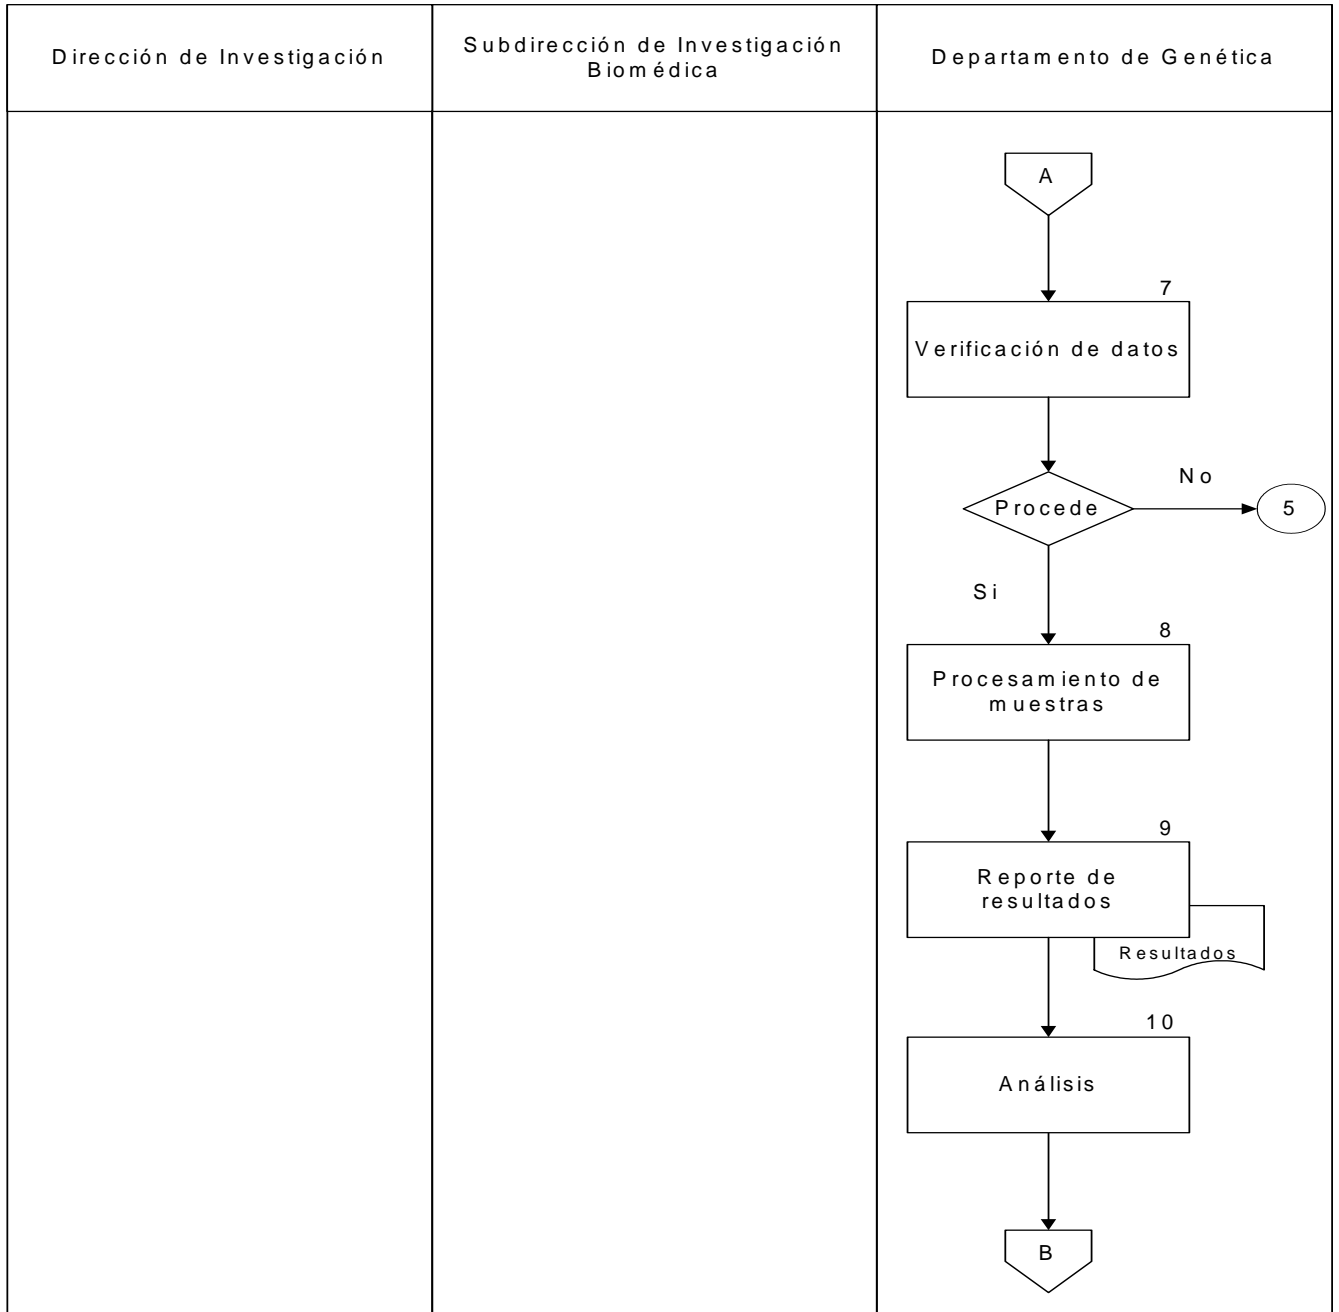 Dirección de Investigación
Subdirección de Investigación
Biomédica
Departamento de Genética
A
7
Verificación de datos
Procede
No
5
Si
8
Procesamiento de
muestras
9
Reporte de
resultados
Resultados
10
Análisis
B